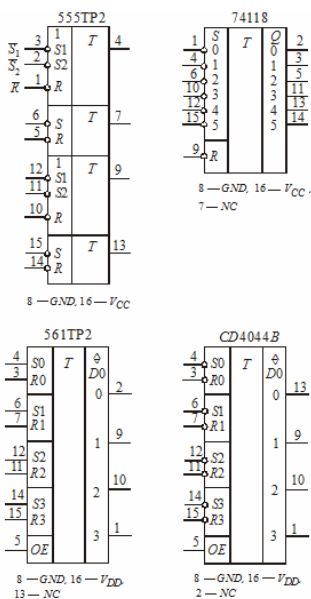 555TP2
1
S̅₁ 3 S1 T 4
S̅₂ 2 S2
R̅ 1 R
6 S T 7
5 R
1
12 S1 T 9
11 S2
10 R
15 S T 13
14 R
8 — GND, 16 — VCC
74118
S T Q
1 0 0 2
4 1 1 3
6 2 2 5
10 3 3 11
12 4 4 13
15 5 5 14
9 R
8 — GND, 16 — VCC.
7 — NC
561TP2
4 S0 T ◇
3 R0 D0
0 2
6 S1
7 R1
1 9
12 S2
11 R2
2 10
14 S3
15 R3
3 1
5 OE
8 — GND, 16 — VDD.
13 — NC
CD4044B
4 S0 T ◇
3 R0 D0
0 13
6 S1
7 R1
1 9
12 S2
11 R2
2 10
14 S3
15 R3
3 1
5 OE
8 — GND, 16 — VDD.
2 — NC